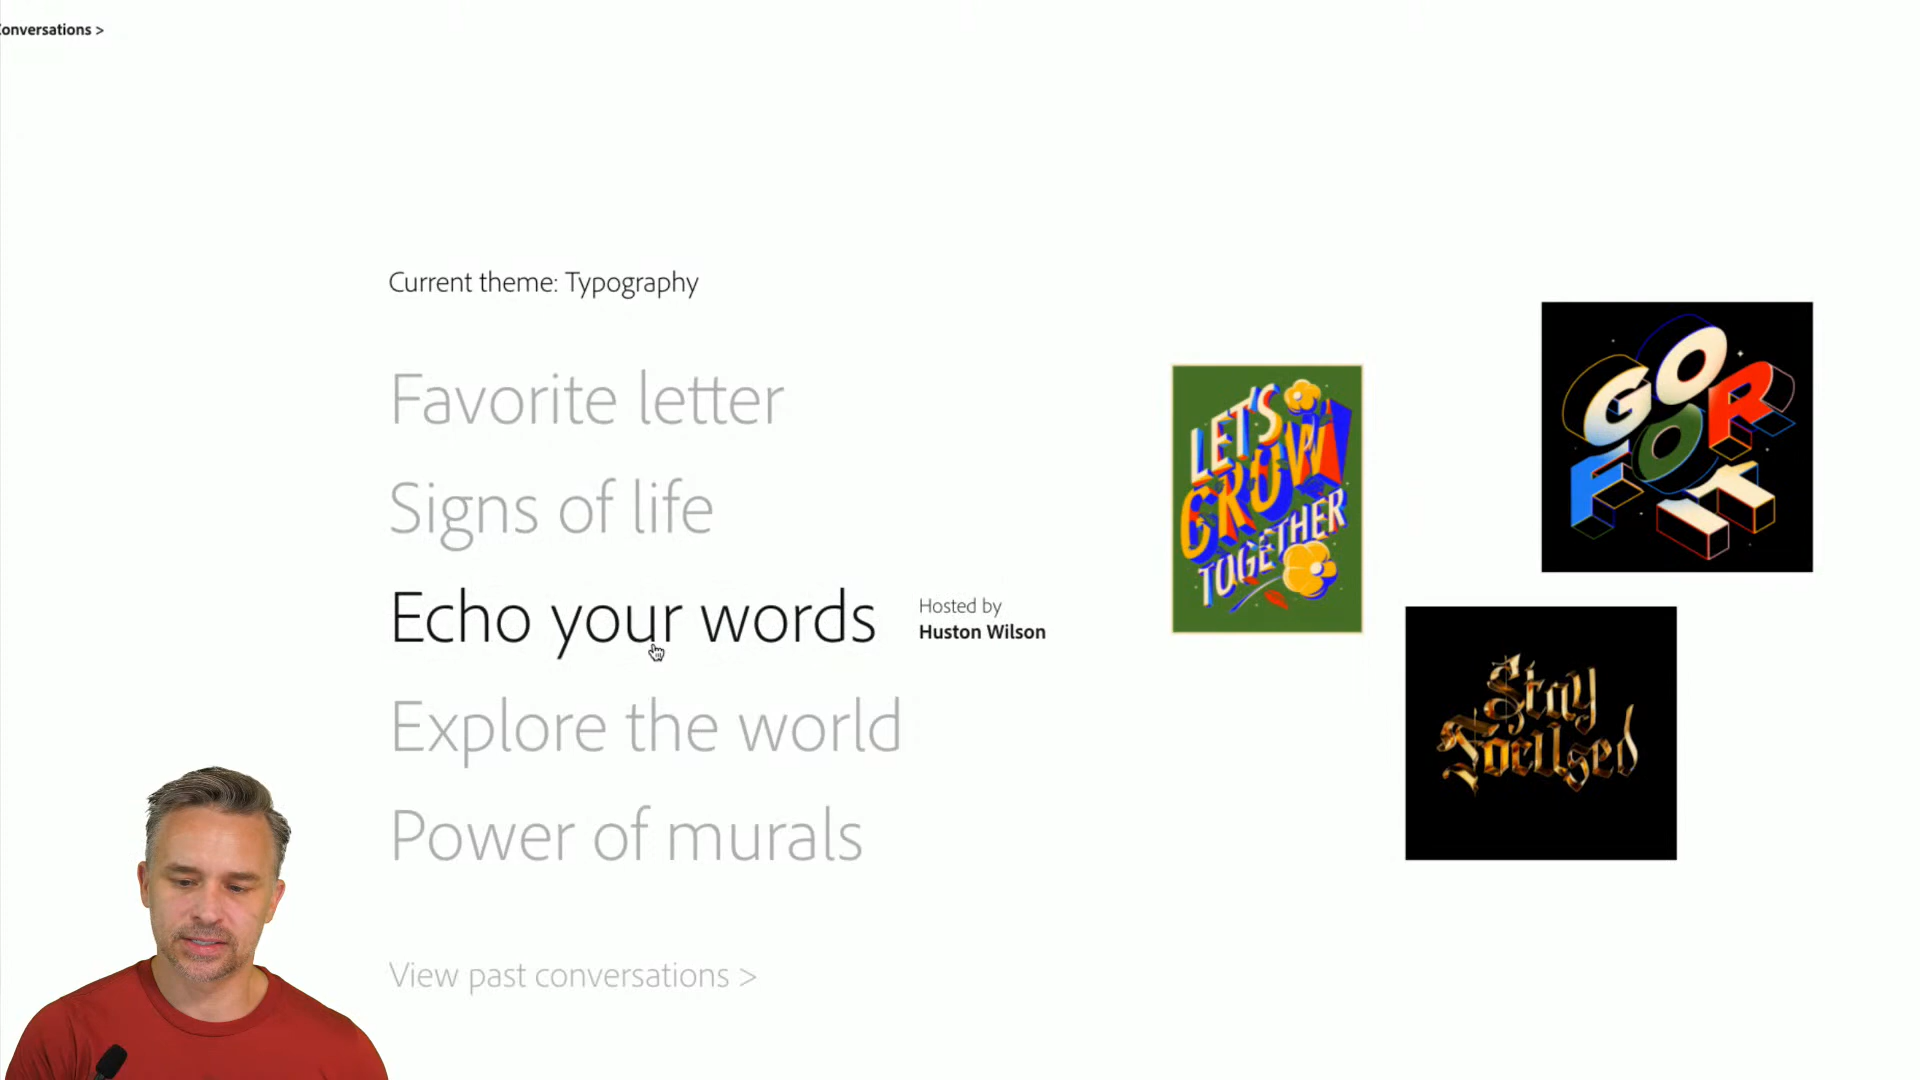 Conversations >
Current theme: Typography
Favorite letter
Signs of life
Echo your words
Hosted by
Huston Wilson
Explore the world
Power of murals
View past conversations >
LET'S
GROW
TOGETHER
GO
FOR
IT
Stay
Focused